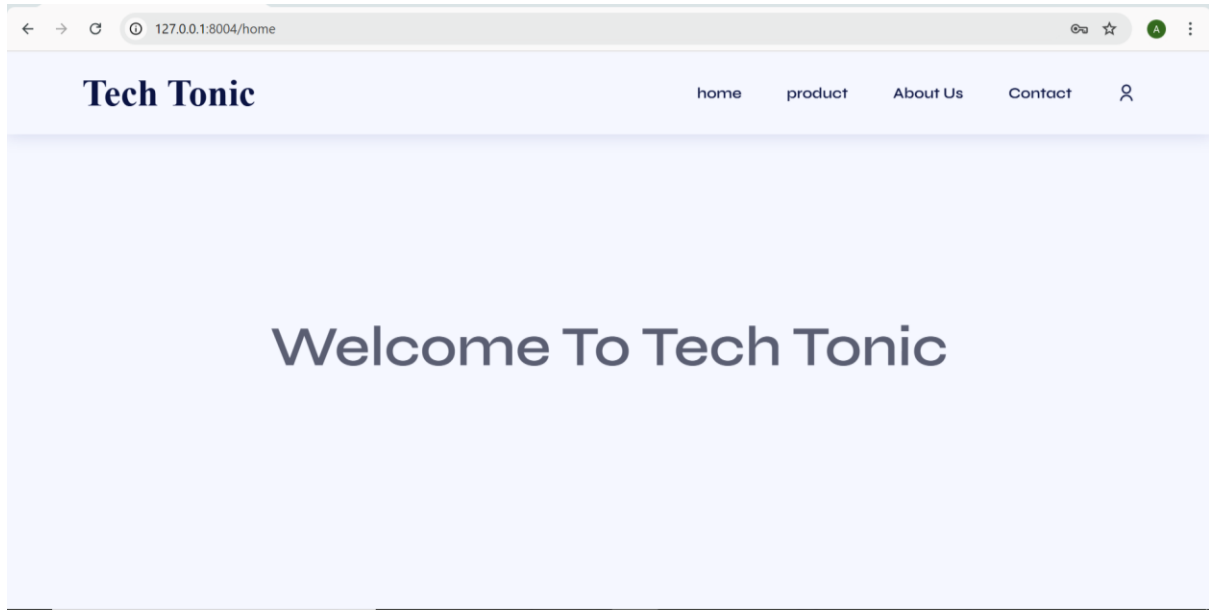 127.0.0.1:8004/home
A
Tech Tonic
home product About Us Contact
Welcome To Tech Tonic